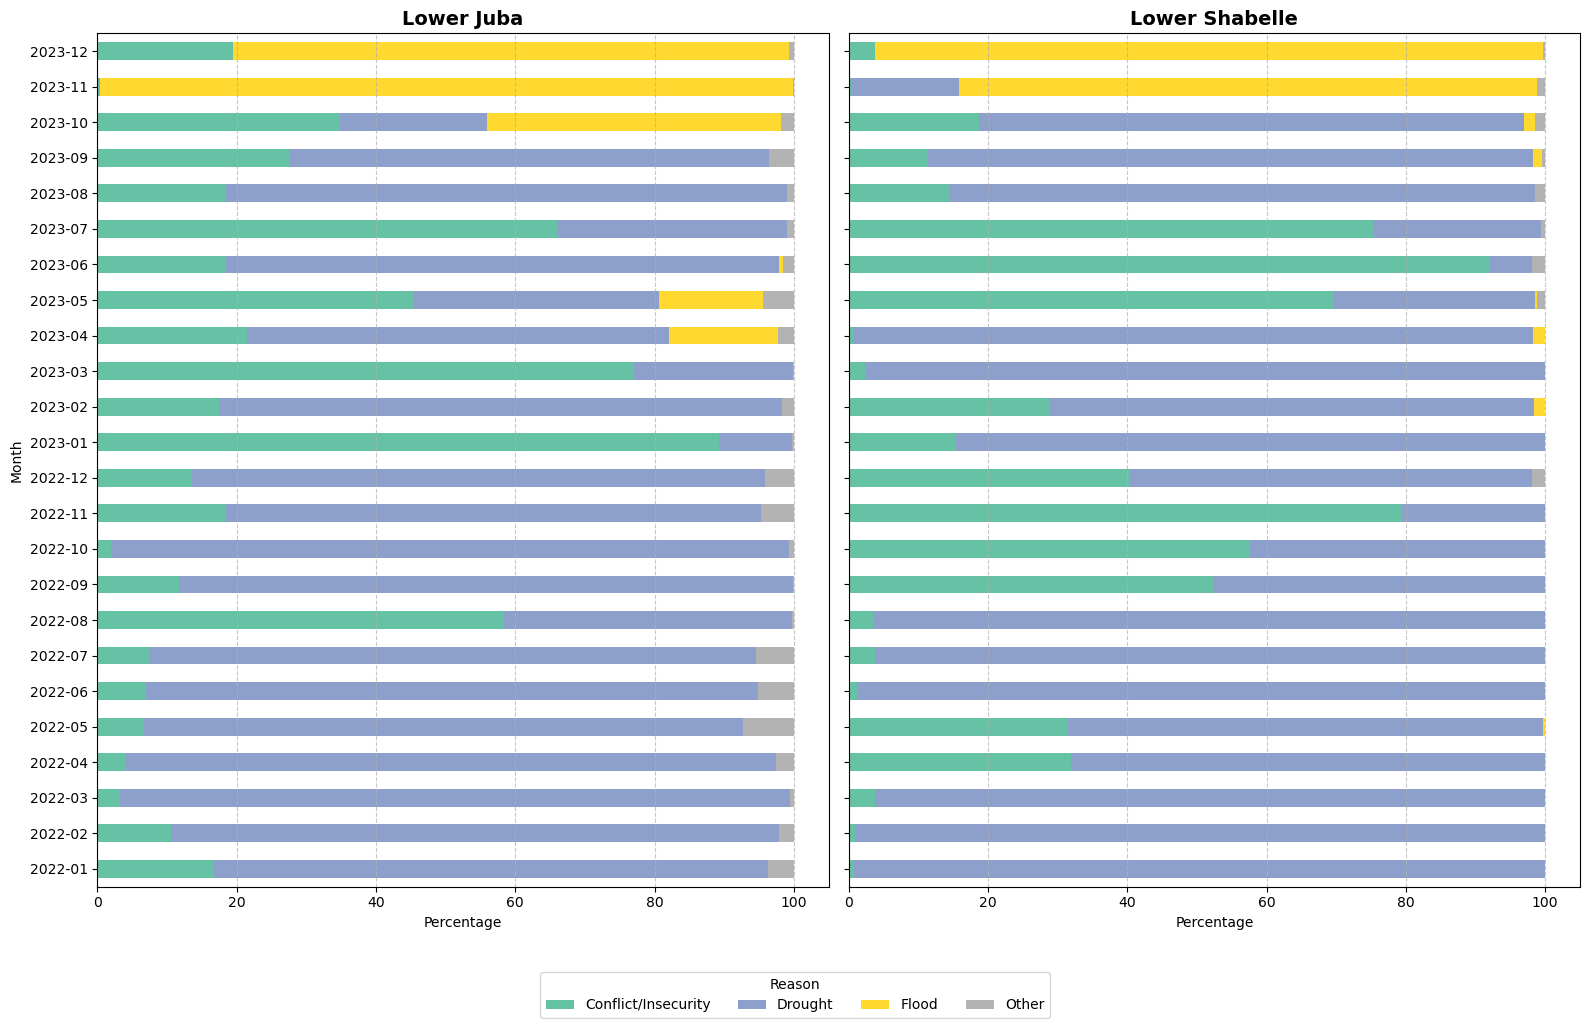 Lower Juba
Lower Shabelle
Month
2023-12
2023-11
2023-10
2023-09
2023-08
2023-07
2023-06
2023-05
2023-04
2023-03
2023-02
2023-01
2022-12
2022-11
2022-10
2022-09
2022-08
2022-07
2022-06
2022-05
2022-04
2022-03
2022-02
2022-01
0 20 40 60 80 100
0 20 40 60 80 100
Percentage
Percentage
Reason
Conflict/Insecurity Drought Flood Other